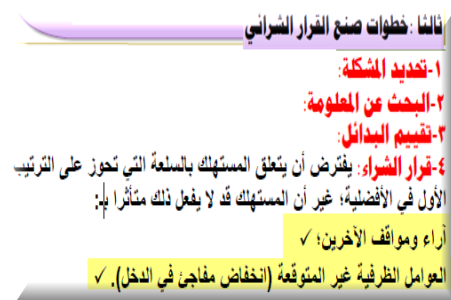 ثالثا :خطوات صنع القرار الشرائي
١-تحديد المشكلة:
٢-البحث عن المعلومة:
٣-تقييم البدائل:
٤-قرار الشراء: يفترض أن يتعلق المستهلك بالسلعة التي تحوز على الترتيب
الأول في الأفضلية؛ غير أن المستهلك قد لا يفعل ذلك متأثرا بـ:
آراء ومواقف الآخرين؛ ✓
العوامل الظرفية غير المتوقعة (انخفاض مفاجئ في الدخل). ✓